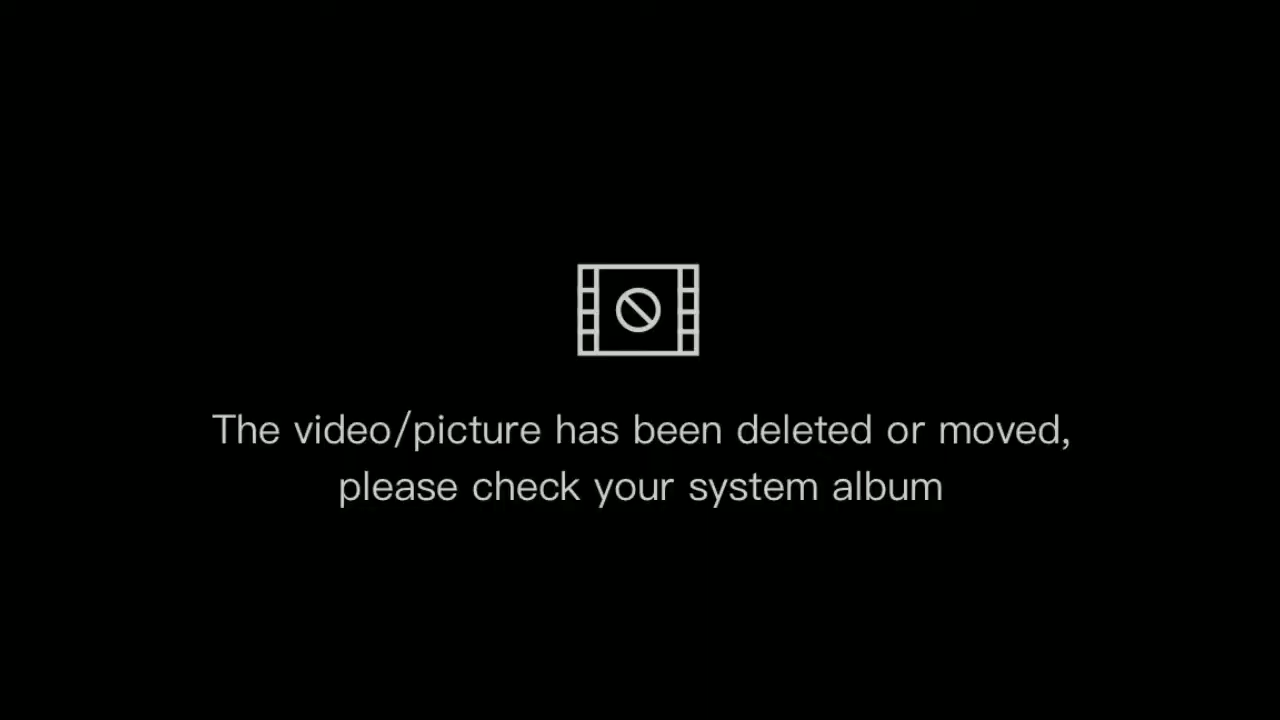 The video/picture has been deleted or moved,
please check your system album